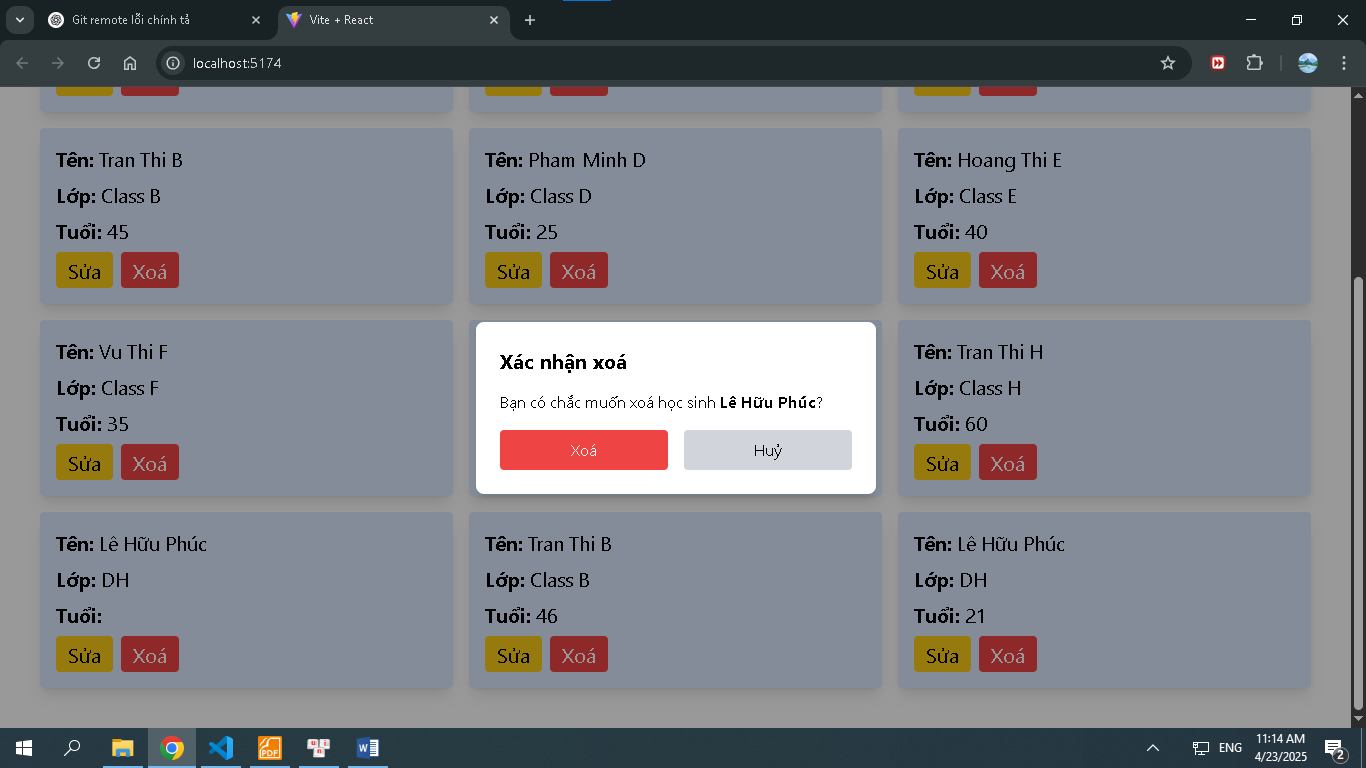 Git remote lỗi chính tả
Vite + React
localhost:5174
Tên: Tran Thi B
Lớp: Class B
Tuổi: 45
Sửa Xoá
Tên: Pham Minh D
Lớp: Class D
Tuổi: 25
Sửa Xoá
Tên: Hoang Thi E
Lớp: Class E
Tuổi: 40
Sửa Xoá
Tên: Vu Thi F
Lớp: Class F
Tuổi: 35
Sửa Xoá
Xác nhận xoá
Bạn có chắc muốn xoá học sinh Lê Hữu Phúc?
Xoá Huỷ
Tên: Tran Thi H
Lớp: Class H
Tuổi: 60
Sửa Xoá
Tên: Lê Hữu Phúc
Lớp: DH
Tuổi:
Sửa Xoá
Tên: Tran Thi B
Lớp: Class B
Tuổi: 46
Sửa Xoá
Tên: Lê Hữu Phúc
Lớp: DH
Tuổi: 21
Sửa Xoá
PDF
ENG
11:14 AM
4/23/2025
2